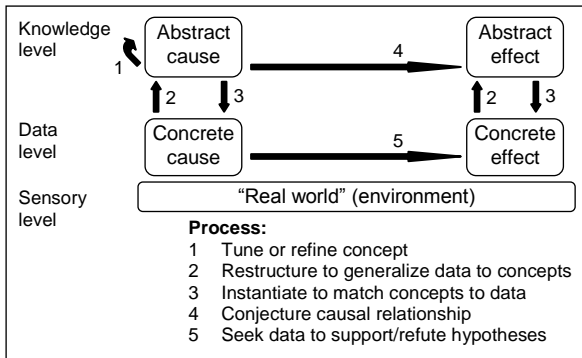 Knowledge level
Abstract cause
Abstract effect
1
4
2
3
2
3
Data level
Concrete cause
Concrete effect
5
Sensory level
“Real world” (environment)
Process:
1 Tune or refine concept
2 Restructure to generalize data to concepts
3 Instantiate to match concepts to data
4 Conjecture causal relationship
5 Seek data to support/refute hypotheses